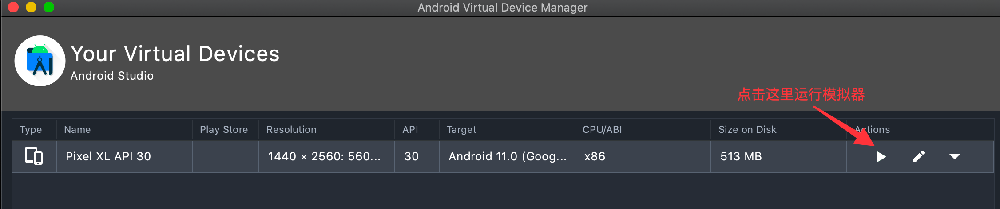 Android Virtual Device Manager
Your Virtual Devices
Android Studio
点击这里运行模拟器
Type Name Play Store Resolution API Target CPU/ABI Size on Disk Actions
Pixel XL API 30 1440 × 2560: 560... 30 Android 11.0 (Goog... x86 513 MB